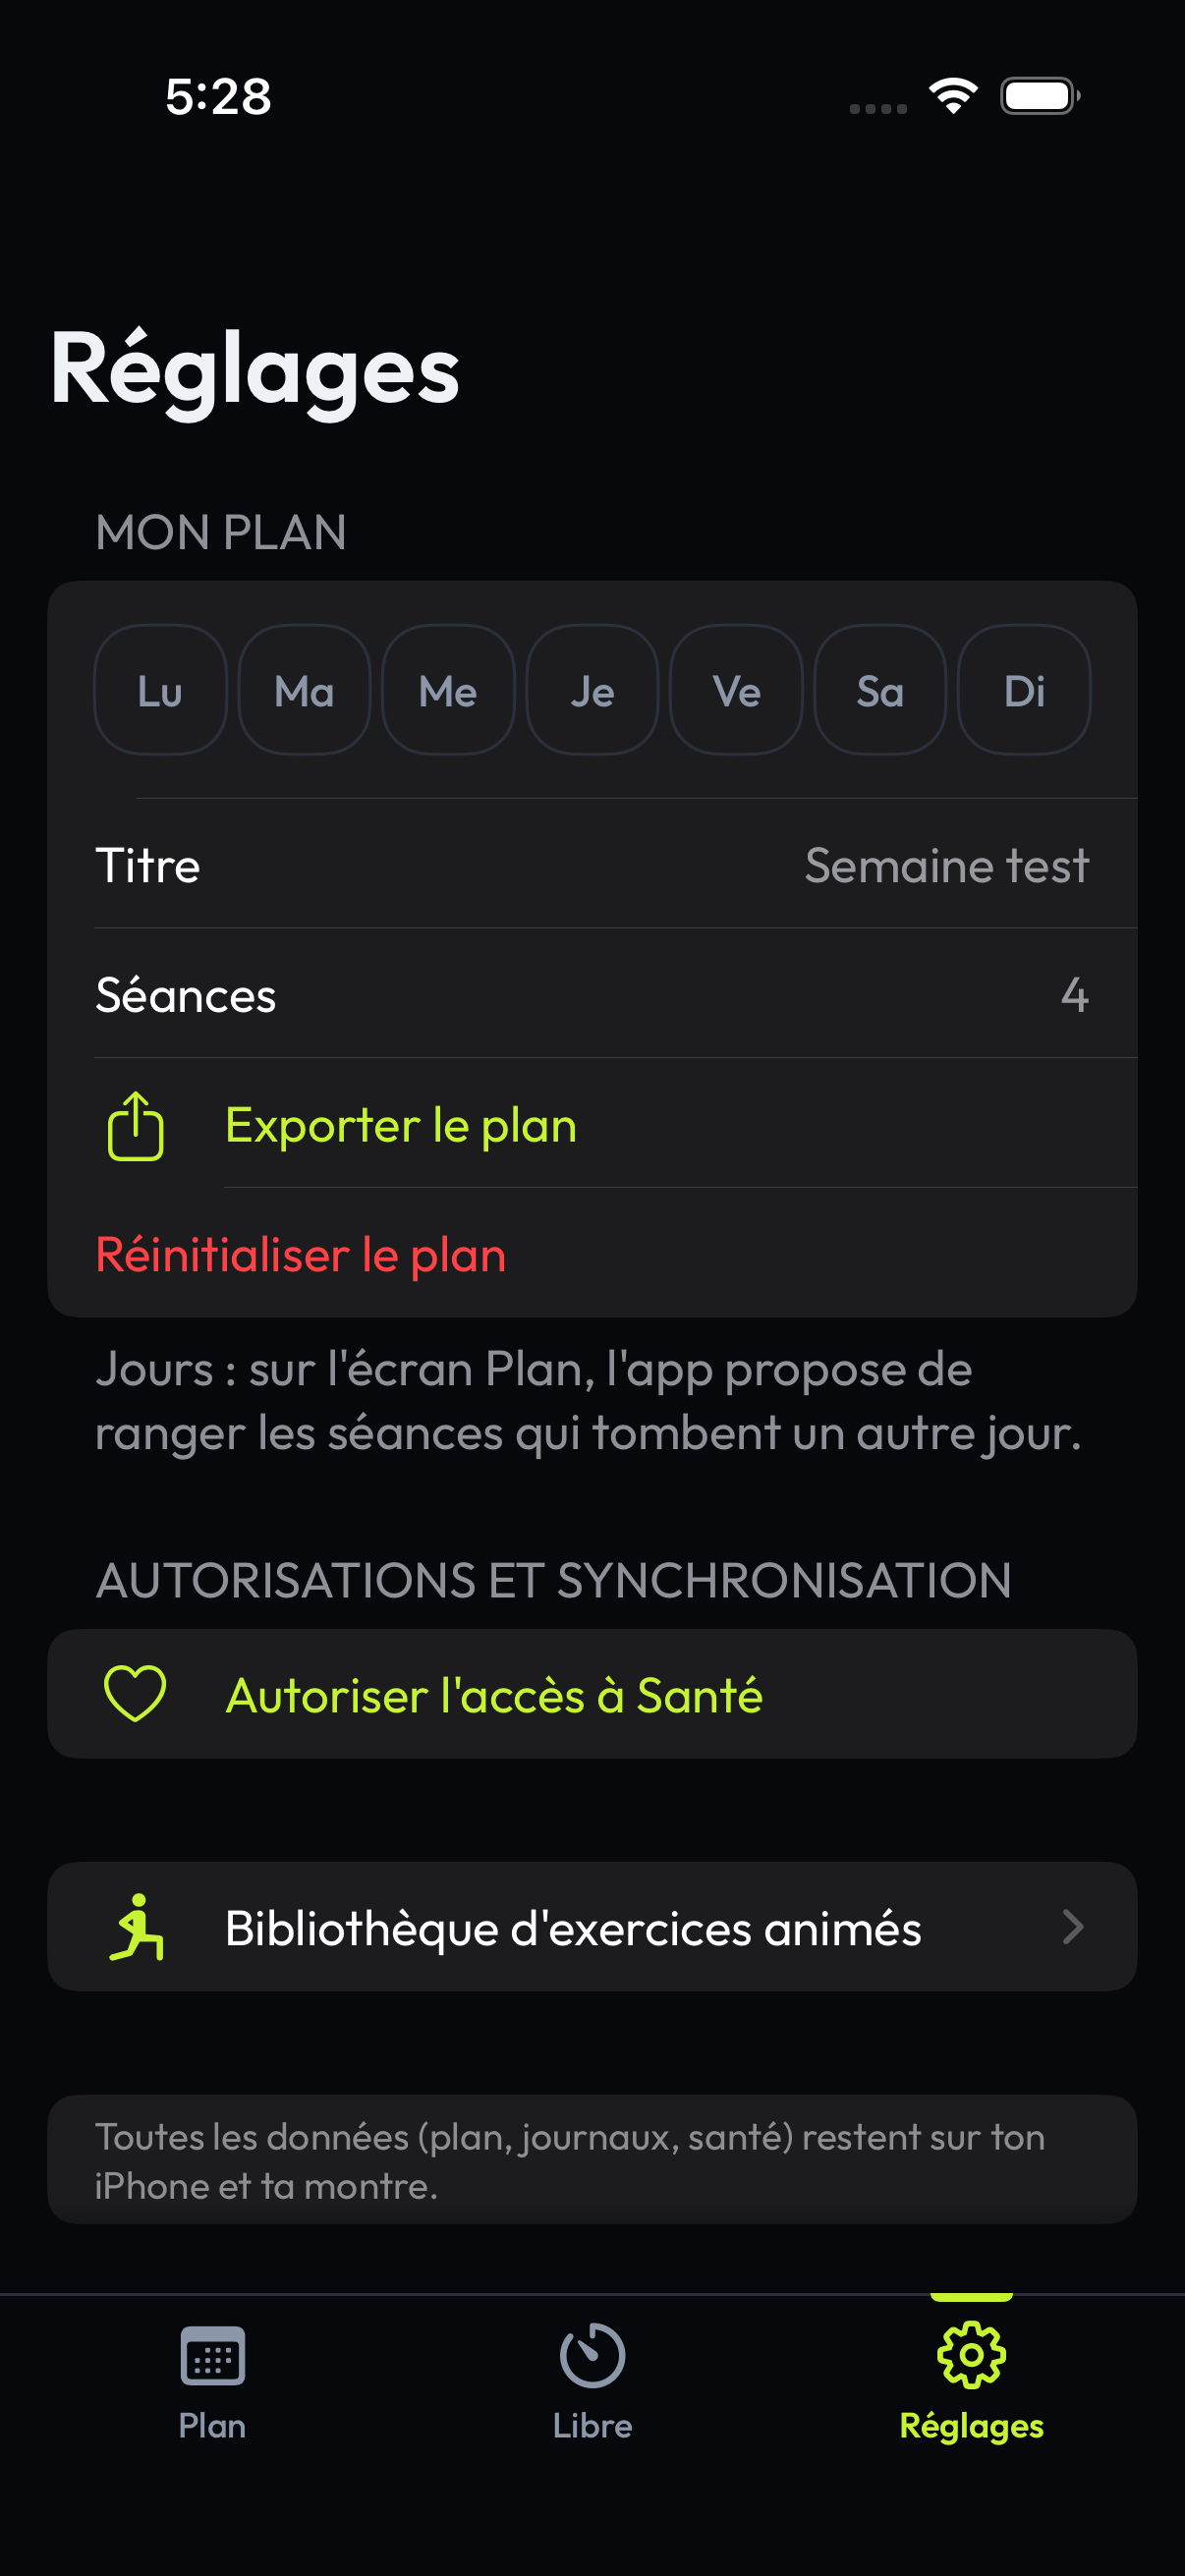 5:28
Réglages
MON PLAN
Lu Ma Me Je Ve Sa Di
Titre Semaine test
Séances 4
Exporter le plan
Réinitialiser le plan
Jours : sur l'écran Plan, l'app propose de
ranger les séances qui tombent un autre jour.
AUTORISATIONS ET SYNCHRONISATION
Autoriser l'accès à Santé
Bibliothèque d'exercices animés
Toutes les données (plan, journaux, santé) restent sur ton
iPhone et ta montre.
Plan Libre Réglages